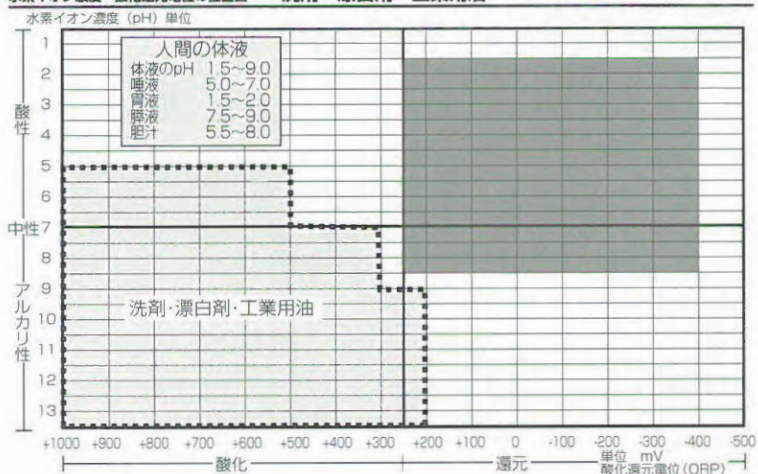 水素イオン濃度(pH)単位
人間の体液
体液のpH 1.5～9.0
唾液 5.0～7.0
胃液 1.5～2.0
膵液 7.5～9.0
胆汁 5.5～8.0
酸性
中性
アルカリ性
1
2
3
4
5
6
7
8
9
10
11
12
13
洗剤・漂白剤・工業用油
+1000 +900 +800 +700 +600 +500 +400 +300 +200 +100 0 -100 -200 -300 -400 -500
酸化
還元
単位 mV
酸化還元電位(ORP)